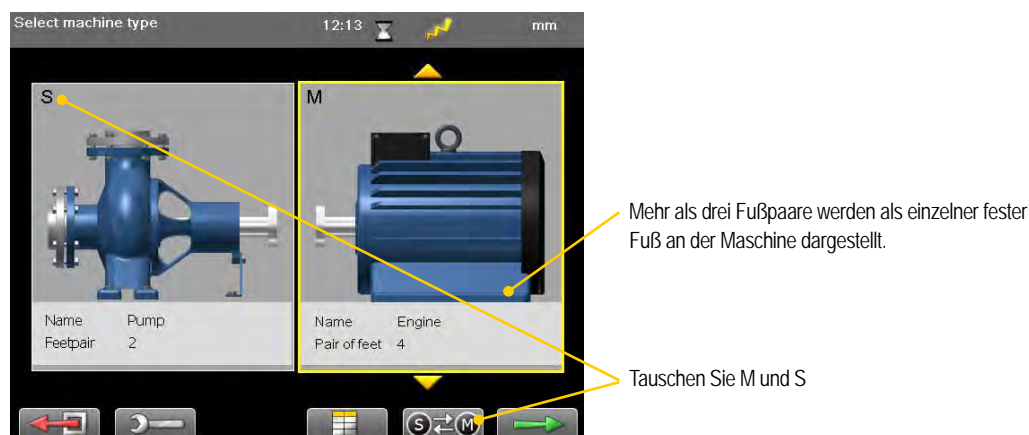 Select machine type 12:13 mm
S
M
Name Pump
Feetpair 2
Name Engine
Pair of feet 4
S M
Mehr als drei Fußpaare werden als einzelner fester
Fuß an der Maschine dargestellt.
Tauschen Sie M und S